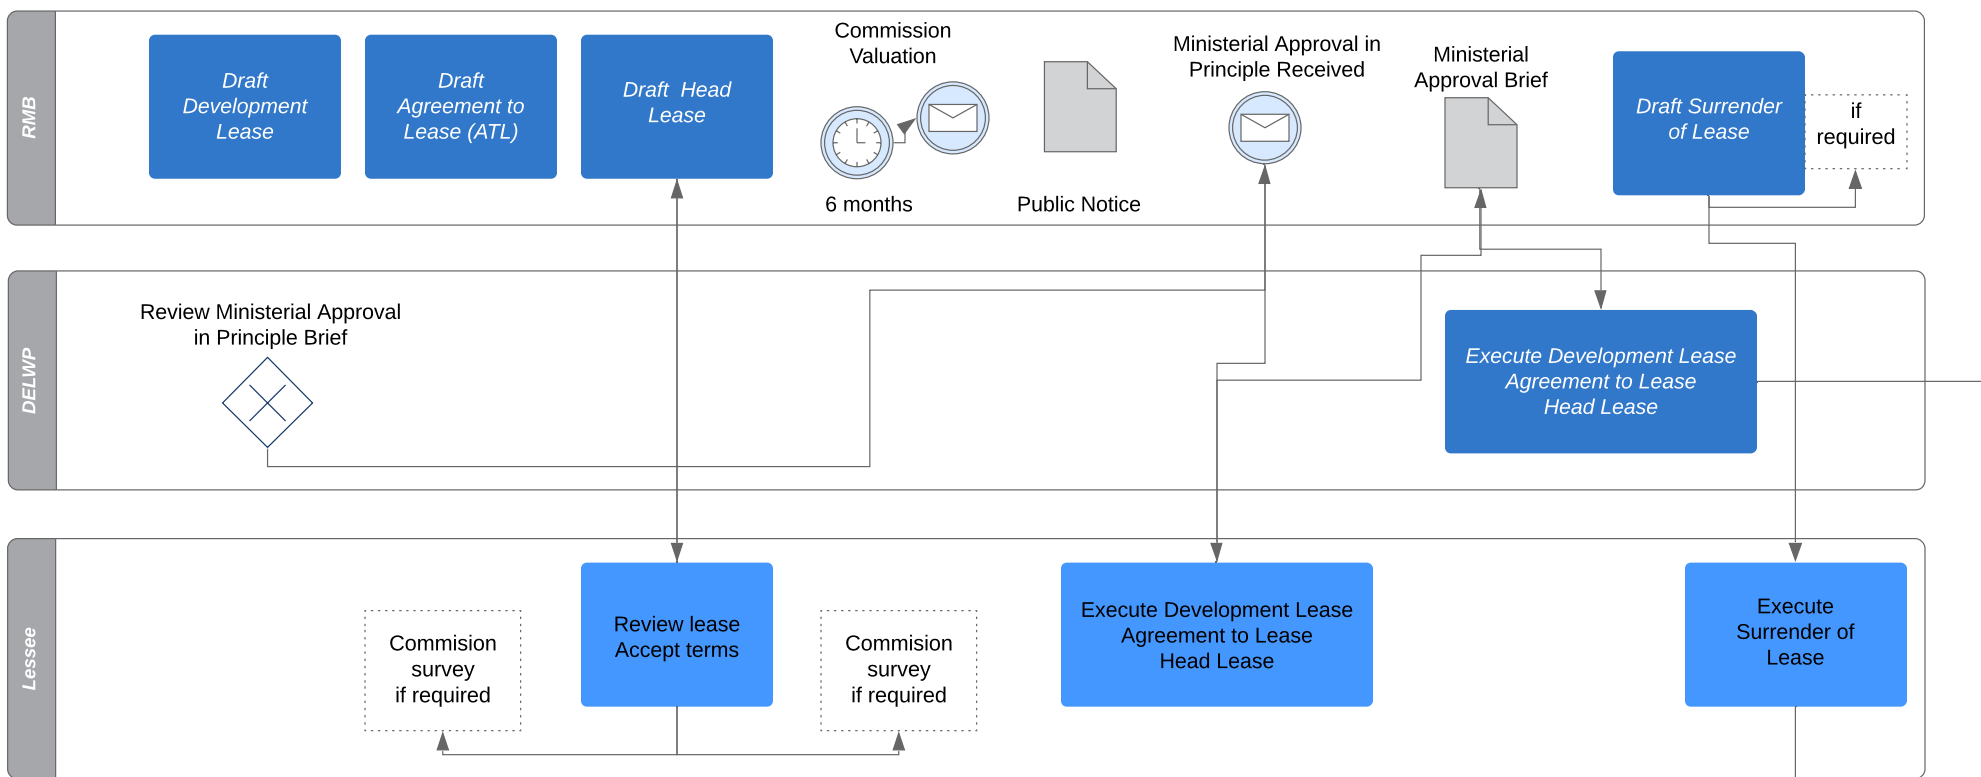 RMB
Draft
Development
Lease
Draft
Agreement to
Lease (ATL)
Draft  Head
Lease
Commission
Valuation
6 months
Public Notice
Ministerial Approval in
Principle Received
Ministerial
Approval Brief
Draft Surrender
of Lease
if
required
DELWP
Review Ministerial Approval
in Principle Brief
Execute Development Lease
Agreement to Lease
Head Lease
Lessee
Commision
survey
if required
Review lease
Accept terms
Commision
survey
if required
Execute Development Lease
Agreement to Lease
Head Lease
Execute
Surrender of
Lease